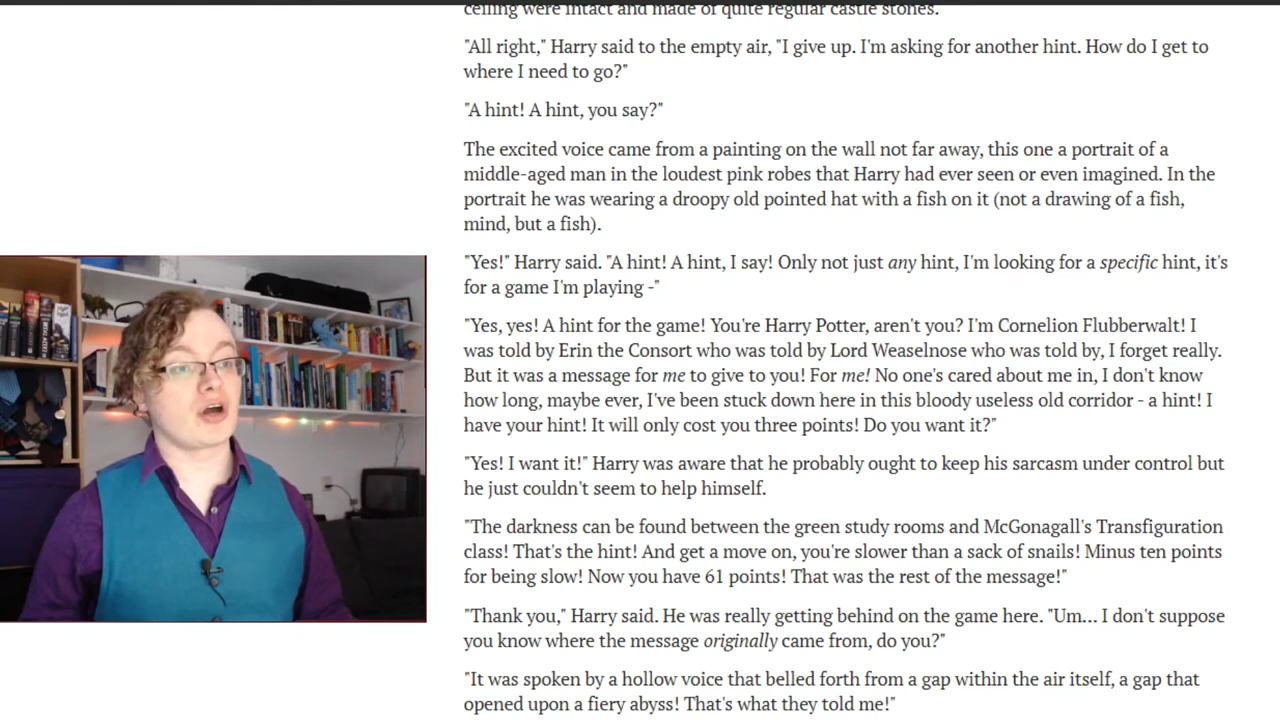 ceiling were intact and made of quite regular castle stones.
"All right," Harry said to the empty air, "I give up. I'm asking for another hint. How do I get to
where I need to go?"
"A hint! A hint, you say?"
The excited voice came from a painting on the wall not far away, this one a portrait of a
middle-aged man in the loudest pink robes that Harry had ever seen or even imagined. In the
portrait he was wearing a droopy old pointed hat with a fish on it (not a drawing of a fish,
mind, but a fish).
"Yes!" Harry said. "A hint! A hint, I say! Only not just any hint, I'm looking for a specific hint, it's
for a game I'm playing -"
"Yes, yes! A hint for the game! You're Harry Potter, aren't you? I'm Cornelion Flubberwalt! I
was told by Erin the Consort who was told by Lord Weaselnose who was told by, I forget really.
But it was a message for me to give to you! For me! No one's cared about me in, I don't know
how long, maybe ever, I've been stuck down here in this bloody useless old corridor - a hint! I
have your hint! It will only cost you three points! Do you want it?"
"Yes! I want it!" Harry was aware that he probably ought to keep his sarcasm under control but
he just couldn't seem to help himself.
"The darkness can be found between the green study rooms and McGonagall's Transfiguration
class! That's the hint! And get a move on, you're slower than a sack of snails! Minus ten points
for being slow! Now you have 61 points! That was the rest of the message!"
"Thank you," Harry said. He was really getting behind on the game here. "Um... I don't suppose
you know where the message originally came from, do you?"
"It was spoken by a hollow voice that belled forth from a gap within the air itself, a gap that
opened upon a fiery abyss! That's what they told me!"